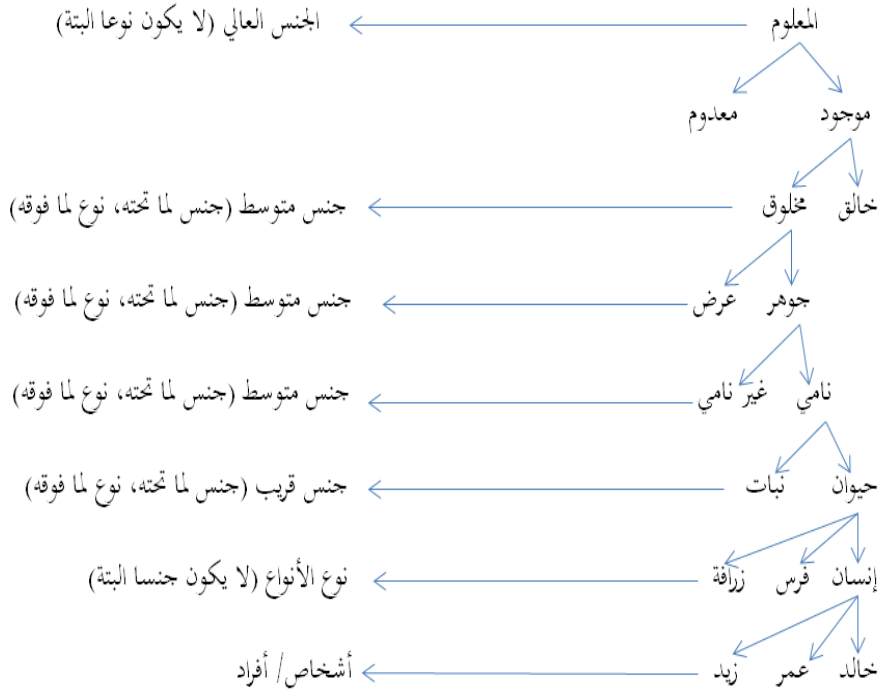 المعلوم الجنس العالي (لا يكون نوعا البتة)
موجود معدوم
خالق مخلوق جنس متوسط (جنس لما تحته، نوع لما فوقه)
جوهر عرض جنس متوسط (جنس لما تحته، نوع لما فوقه)
نامي غير نامي جنس متوسط (جنس لما تحته، نوع لما فوقه)
حيوان نبات جنس قريب (جنس لما تحته، نوع لما فوقه)
إنسان فرس زرافة نوع الأنواع (لا يكون جنسا البتة)
خالد عمر زيد أشخاص/ أفراد